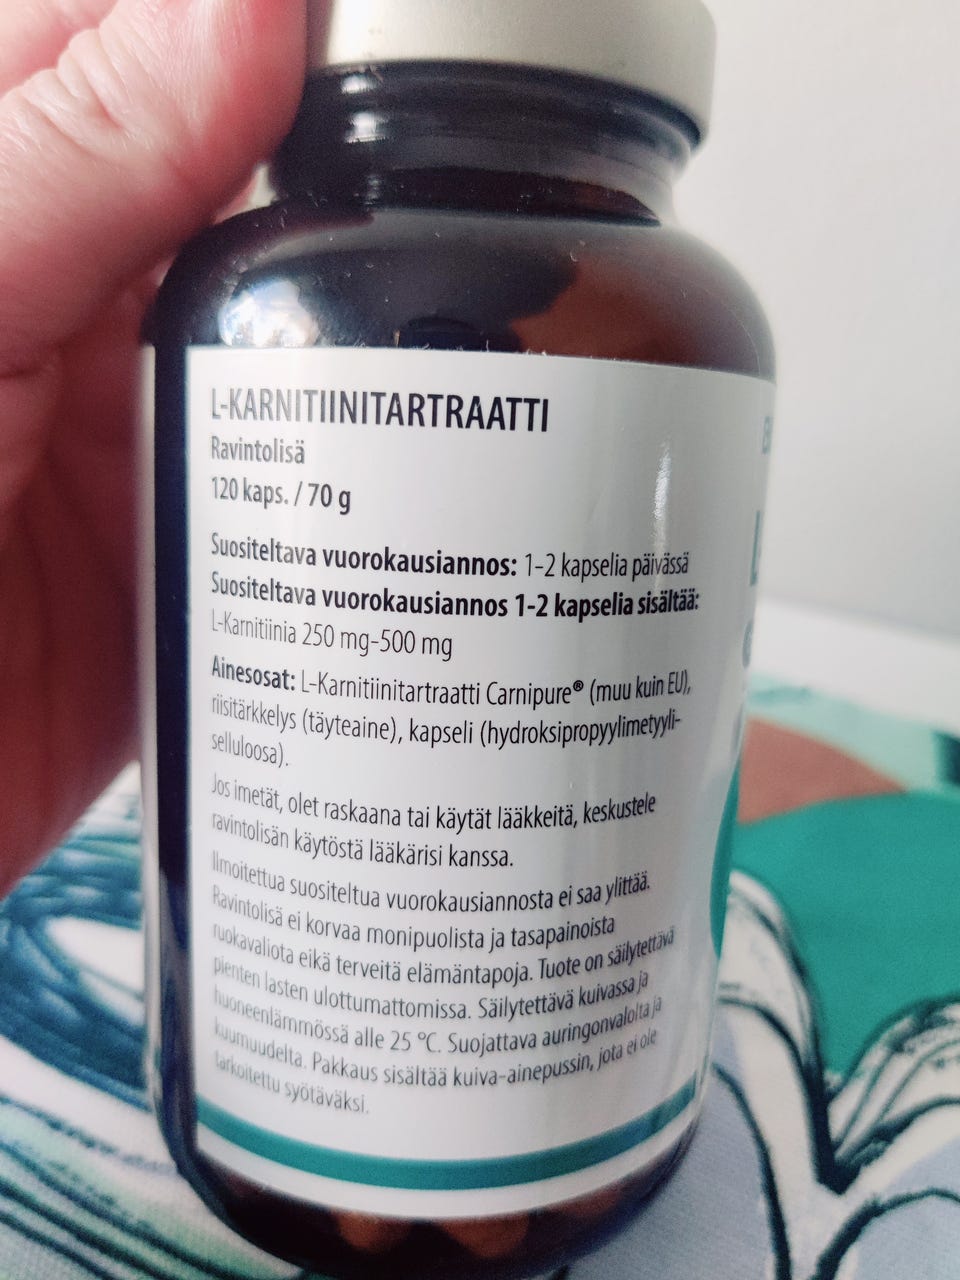 L-KARNITIINITARTRAATTI
Ravintolisä
120 kaps. / 70 g
Suositeltava vuorokausiannos: 1-2 kapselia päivässä
Suositeltava vuorokausiannos 1-2 kapselia sisältää:
L-Karnitiinia 250 mg-500 mg
Ainesosat: L-Karnitiinitartraatti Carnipure® (muu kuin EU),
riisitärkkelys (täyteaine), kapseli (hydroksipropyylimetyyli-
selluloosa).
Jos imetät, olet raskaana tai käytät lääkkeitä, keskustele
ravintolisän käytöstä lääkärisi kanssa.
Ilmoitettua suositeltua vuorokausiannosta ei saa ylittää.
Ravintolisä ei korvaa monipuolista ja tasapainoista
ruokavaliota eikä terveitä elämäntapoja. Tuote on säilytettävä
pienten lasten ulottumattomissa. Säilytettävä kuivassa ja
huoneenlämmössä alle 25 °C. Suojattava auringonvalolta ja
kuumuudelta. Pakkaus sisältää kuiva-ainepussin, jota ei ole
tarkoitettu syötäväksi.